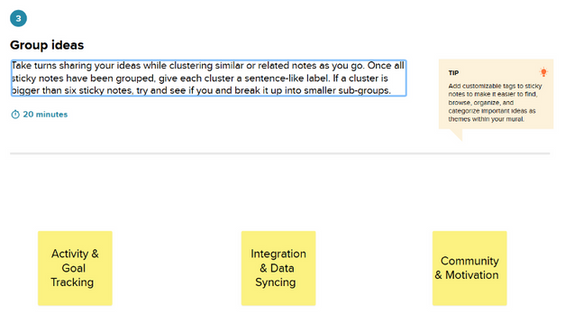 3
Group ideas
Take turns sharing your ideas while clustering similar or related notes as you go. Once all
sticky notes have been grouped, give each cluster a sentence-like label. If a cluster is
bigger than six sticky notes, try and see if you and break it up into smaller sub-groups.
20 minutes
TIP
Add customizable tags to sticky
notes to make it easier to find,
browse, organize, and
categorize important ideas as
themes within your mural.
Activity &
Goal
Tracking
Integration
& Data
Syncing
Community
& Motivation